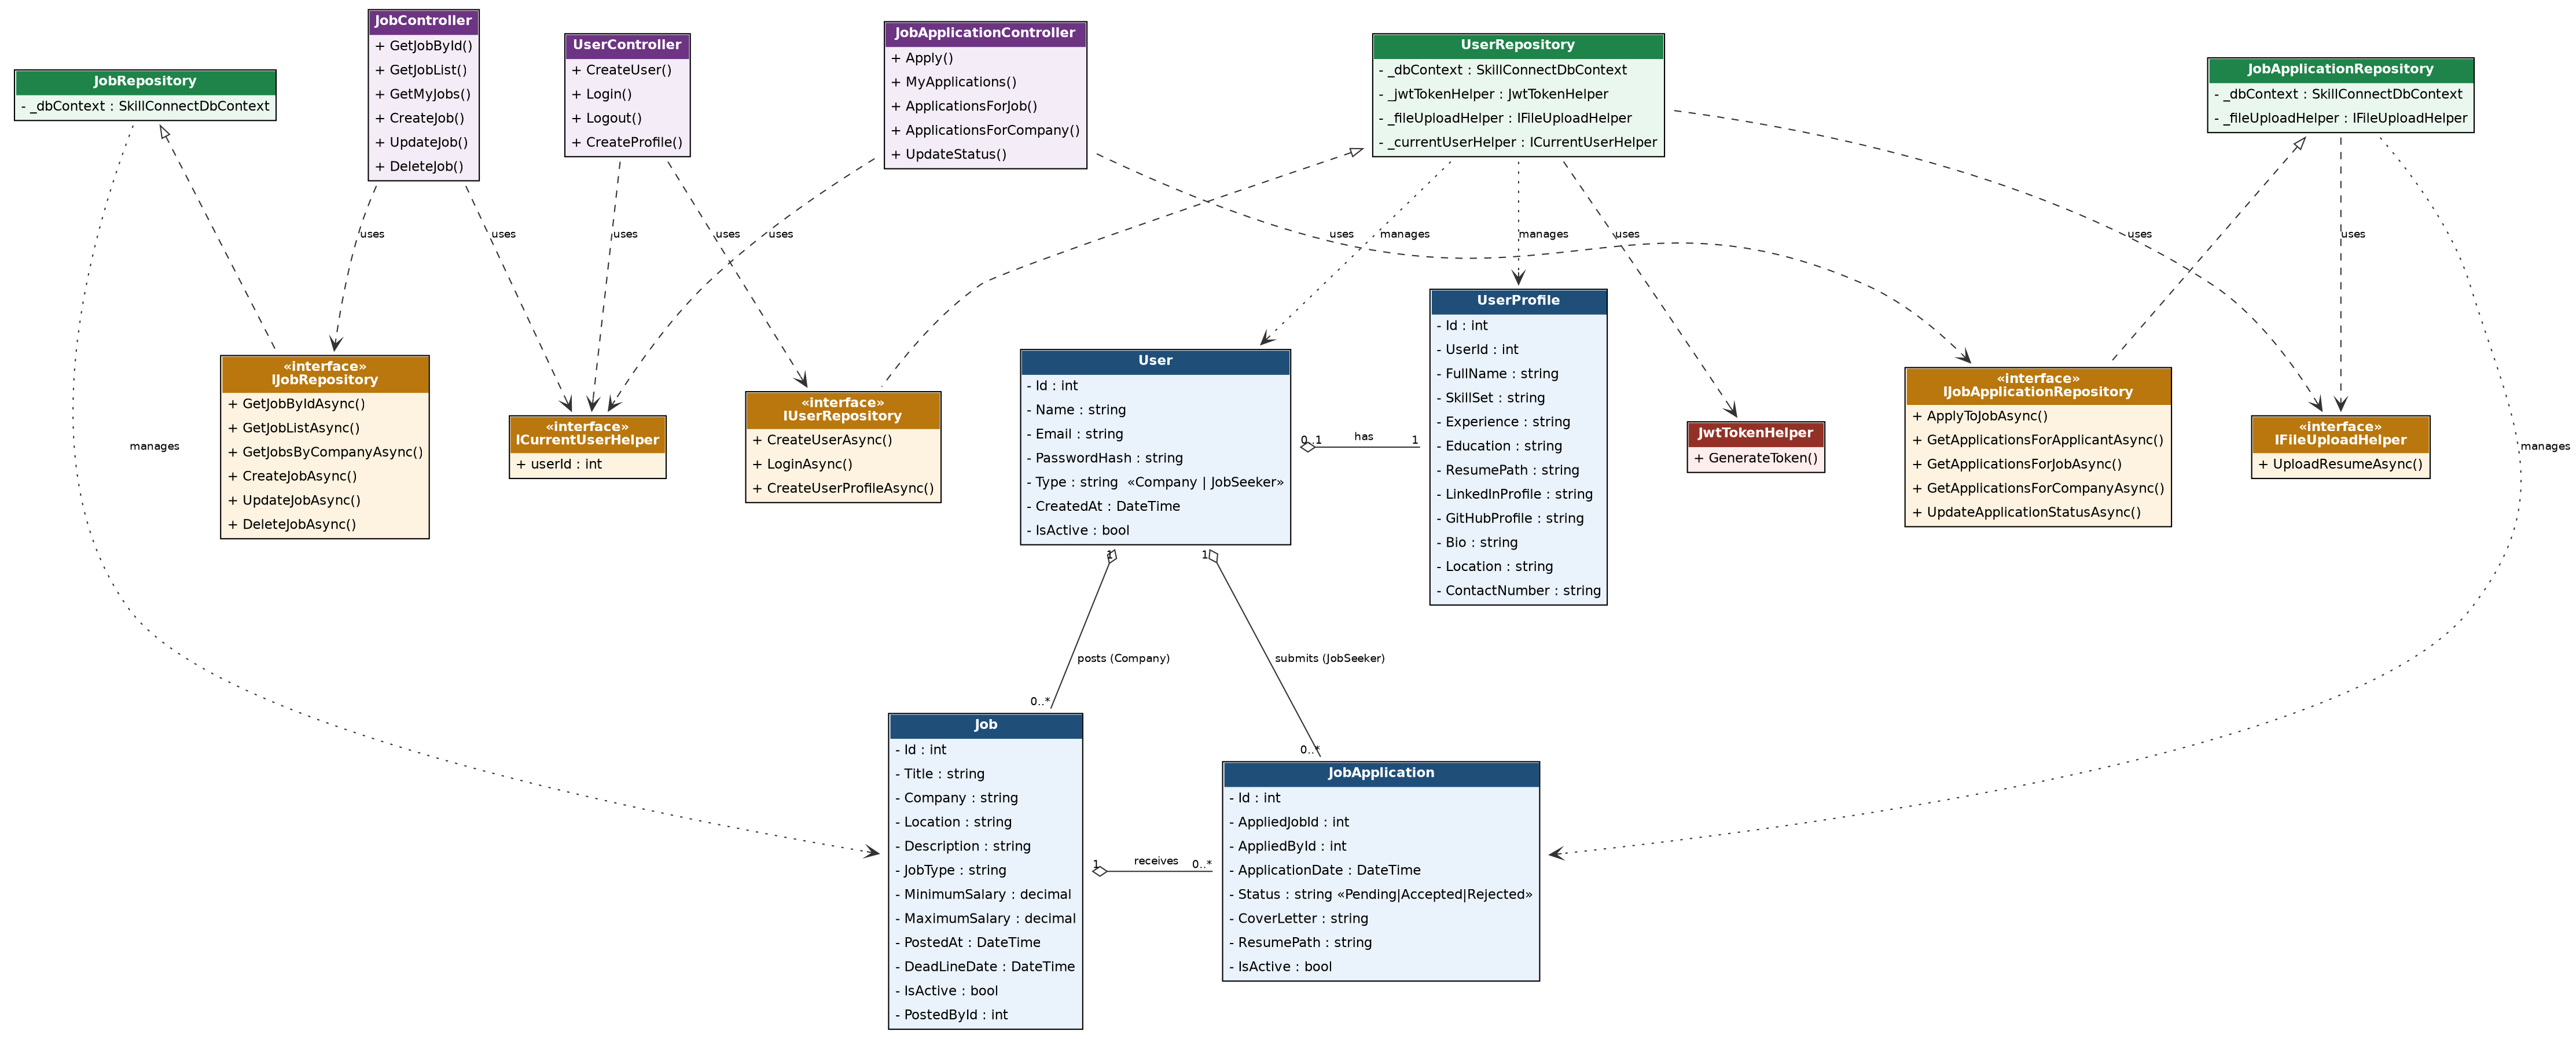 JobController
+ GetJobById()
+ GetJobList()
+ GetMyJobs()
+ CreateJob()
+ UpdateJob()
+ DeleteJob()
UserController
+ CreateUser()
+ Login()
+ Logout()
+ CreateProfile()
JobApplicationController
+ Apply()
+ MyApplications()
+ ApplicationsForJob()
+ ApplicationsForCompany()
+ UpdateStatus()
UserRepository
- _dbContext : SkillConnectDbContext
- _jwtTokenHelper : JwtTokenHelper
- _fileUploadHelper : IFileUploadHelper
- _currentUserHelper : ICurrentUserHelper
JobApplicationRepository
- _dbContext : SkillConnectDbContext
- _fileUploadHelper : IFileUploadHelper
JobRepository
- _dbContext : SkillConnectDbContext
uses
uses
uses
uses
uses
uses
manages
manages
uses
uses
uses
manages
manages
«interface»
IJobRepository
+ GetJobByIdAsync()
+ GetJobListAsync()
+ GetJobsByCompanyAsync()
+ CreateJobAsync()
+ UpdateJobAsync()
+ DeleteJobAsync()
«interface»
ICurrentUserHelper
+ userId : int
«interface»
IUserRepository
+ CreateUserAsync()
+ LoginAsync()
+ CreateUserProfileAsync()
User
- Id : int
- Name : string
- Email : string
- PasswordHash : string
- Type : string «Company | JobSeeker»
- CreatedAt : DateTime
- IsActive : bool
0..1
has
1
UserProfile
- Id : int
- UserId : int
- FullName : string
- SkillSet : string
- Experience : string
- Education : string
- ResumePath : string
- LinkedInProfile : string
- GitHubProfile : string
- Bio : string
- Location : string
- ContactNumber : string
JwtTokenHelper
+ GenerateToken()
«interface»
IJobApplicationRepository
+ ApplyToJobAsync()
+ GetApplicationsForApplicantAsync()
+ GetApplicationsForJobAsync()
+ GetApplicationsForCompanyAsync()
+ UpdateApplicationStatusAsync()
«interface»
IFileUploadHelper
+ UploadResumeAsync()
1
posts (Company)
0..*
1
submits (JobSeeker)
0..*
Job
- Id : int
- Title : string
- Company : string
- Location : string
- Description : string
- JobType : string
- MinimumSalary : decimal
- MaximumSalary : decimal
- PostedAt : DateTime
- DeadLineDate : DateTime
- IsActive : bool
- PostedById : int
1
receives
0..*
JobApplication
- Id : int
- AppliedJobId : int
- AppliedById : int
- ApplicationDate : DateTime
- Status : string «Pending|Accepted|Rejected»
- CoverLetter : string
- ResumePath : string
- IsActive : bool